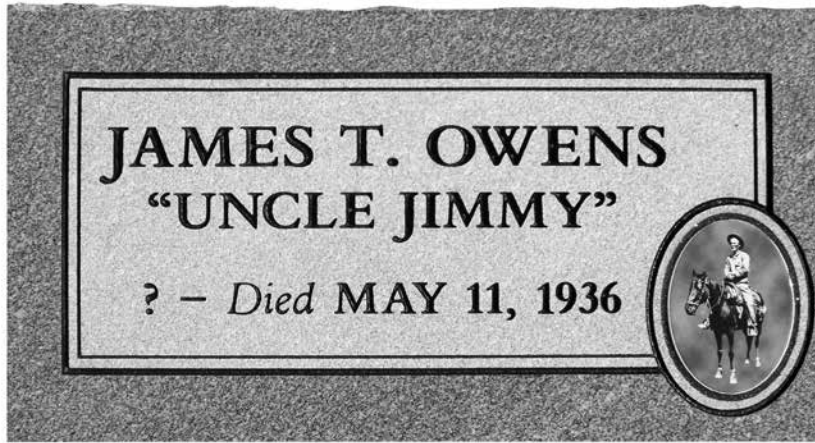 JAMES T. OWENS
“UNCLE JIMMY”
? – Died MAY 11, 1936